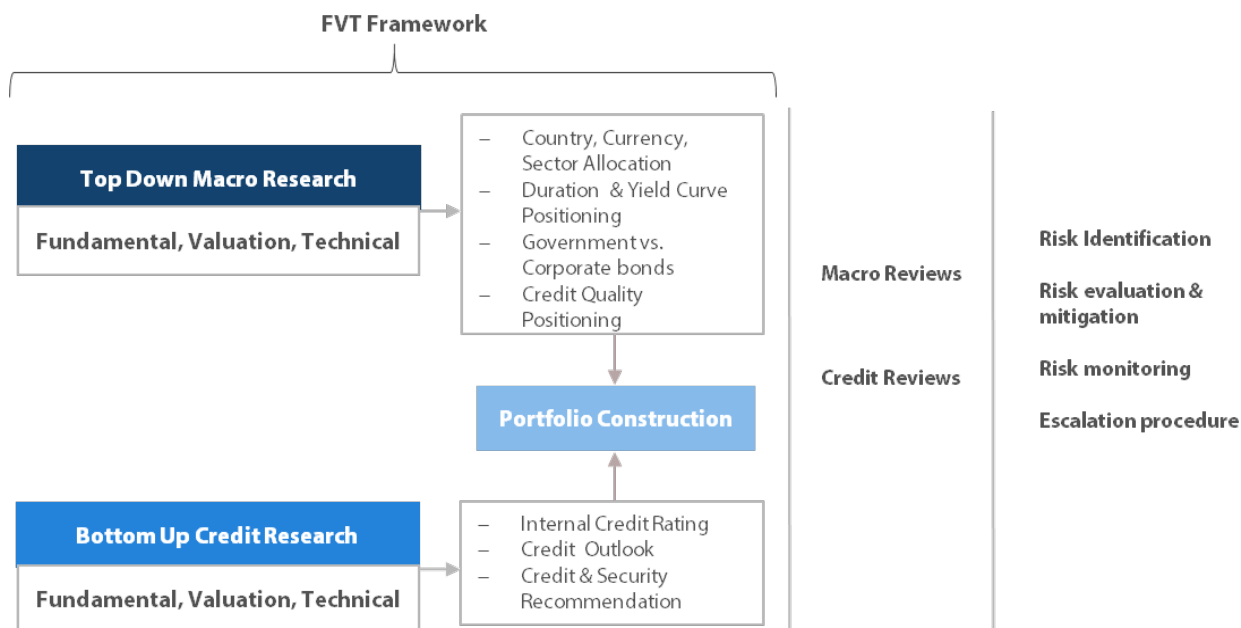 FVT Framework
Top Down Macro Research
Fundamental, Valuation, Technical
– Country, Currency,
Sector Allocation
– Duration & Yield Curve
Positioning
– Government vs.
Corporate bonds
– Credit Quality
Positioning
Portfolio Construction
Bottom Up Credit Research
Fundamental, Valuation, Technical
– Internal Credit Rating
– Credit Outlook
– Credit & Security
Recommendation
Macro Reviews
Credit Reviews
Risk Identification
Risk evaluation &
mitigation
Risk monitoring
Escalation procedure